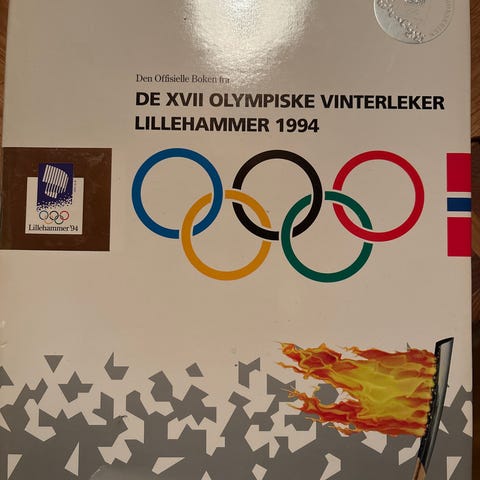 Den Offisielle Boken fra
DE XVII OLYMPISKE VINTERLEKER
LILLEHAMMER 1994
Lillehammer '94